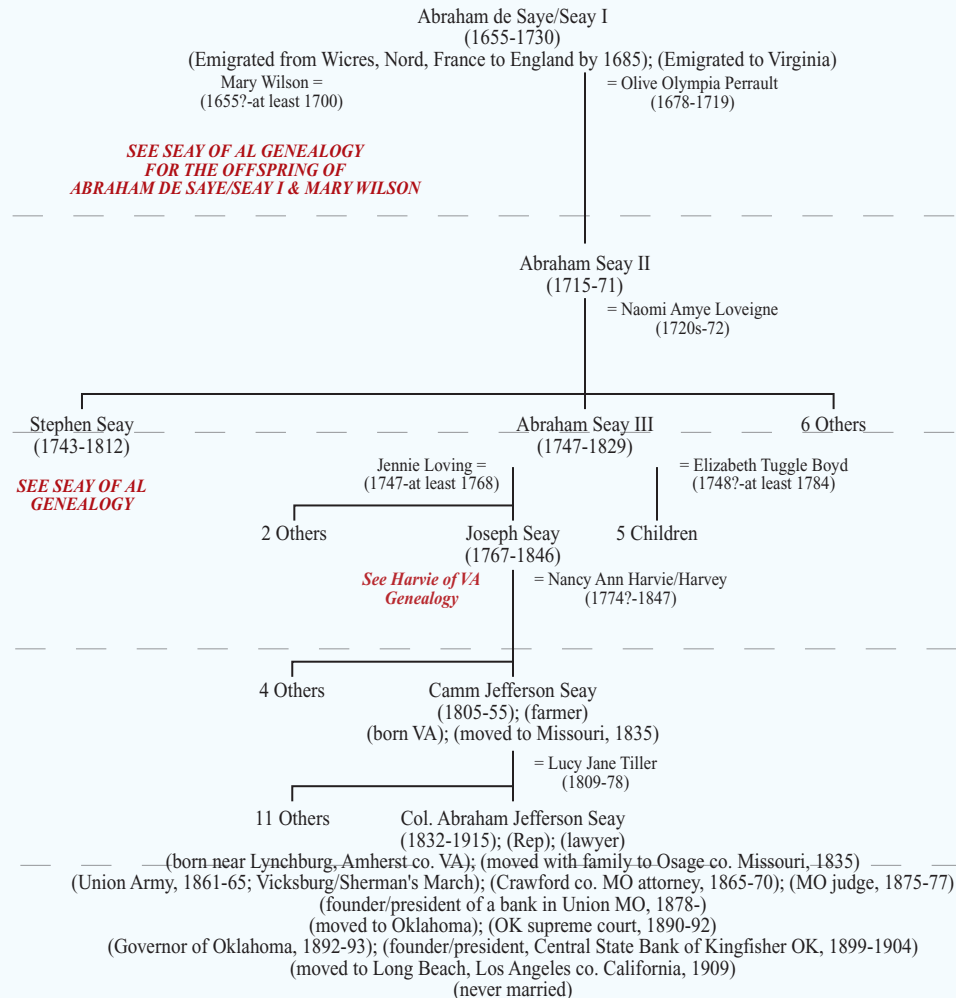 Abraham de Saye/Seay I
(1655-1730)
(Emigrated from Wicres, Nord, France to England by 1685); (Emigrated to Virginia)
Mary Wilson =
(1655?-at least 1700)
= Olive Olympia Perrault
(1678-1719)
SEE SEAY OF AL GENEALOGY
FOR THE OFFSPRING OF
ABRAHAM DE SAYE/SEAY I & MARY WILSON
Abraham Seay II
(1715-71)
= Naomi Amye Loveigne
(1720s-72)
Stephen Seay
(1743-1812)
Abraham Seay III
(1747-1829)
6 Others
SEE SEAY OF AL
GENEALOGY
Jennie Loving =
(1747-at least 1768)
= Elizabeth Tuggle Boyd
(1748?-at least 1784)
2 Others
Joseph Seay
(1767-1846)
5 Children
See Harvie of VA
Genealogy
= Nancy Ann Harvie/Harvey
(1774?-1847)
4 Others
Camm Jefferson Seay
(1805-55); (farmer)
(born VA); (moved to Missouri, 1835)
= Lucy Jane Tiller
(1809-78)
11 Others
Col. Abraham Jefferson Seay
(1832-1915); (Rep); (lawyer)
(born near Lynchburg, Amherst co. VA); (moved with family to Osage co. Missouri, 1835)
(Union Army, 1861-65; Vicksburg/Sherman's March); (Crawford co. MO attorney, 1865-70); (MO judge, 1875-77)
(founder/president of a bank in Union MO, 1878-)
(moved to Oklahoma); (OK supreme court, 1890-92)
(Governor of Oklahoma, 1892-93); (founder/president, Central State Bank of Kingfisher OK, 1899-1904)
(moved to Long Beach, Los Angeles co. California, 1909)
(never married)